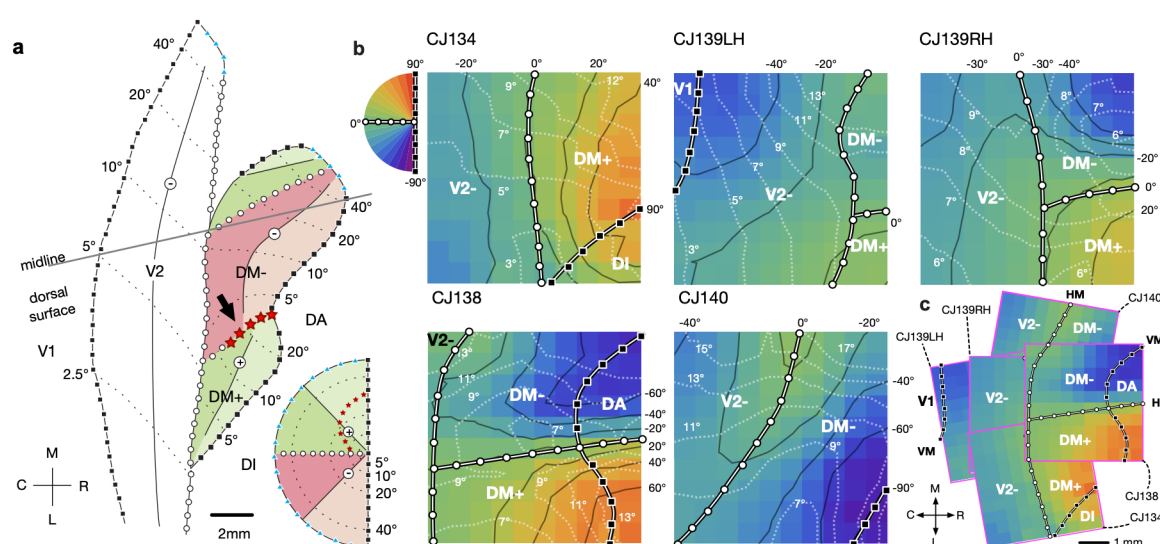 a
40°
20°
10°
5°
midline
dorsal
surface
V1
2.5°
V2
DM-
40°
20°
10°
5°
DA
20°
DM+
10°
5°
DI
M
C
R
L
2mm
5°
10°
20°
40°
b
90°
0°
-90°
CJ134
-20° 0° 20°
9°
12°
40°
7°
DM+
V2-
5°
90°
3°
DI
CJ139LH
-40° -20°
V1
13°
11°
9°
DM-
7°
V2-
5°
0°
3°
DM+
CJ139RH
0°
-30° -30° -40°
8°
7°
9°
6°
8°
DM-
-20°
V2-
0°
7°
20°
DM+
6°
6°
CJ138
V2-
3°
11°
9°
DM-
DA
-60°
-40°
7°
-20°
20°
40°
9°
9°
60°
DM+
11°
7°
13°
CJ140
-40° 0° -20°
15°
17°
13°
V2-
11°
DM-
9°
-90°
7°
c
HM
CJ140
CJ139RH
CJ139LH
V2-
DM-
VM
-40°
DM-
DA
V1
V2-
H
-60°
DM+
VM
V2-
DM+
CJ138
M
C
R
L
DI
CJ134
1 mm